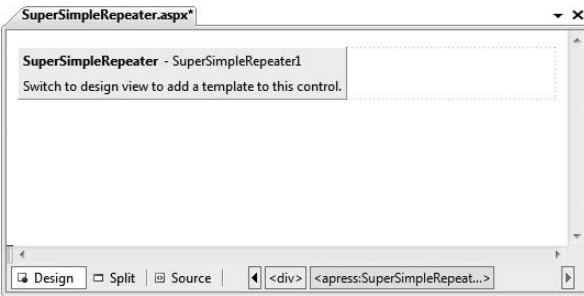 SuperSimpleRepeater.aspx*
SuperSimpleRepeater - SuperSimpleRepeater1
Switch to design view to add a template to this control.
Design Split Source <div> <apress:SuperSimpleRepeat...>